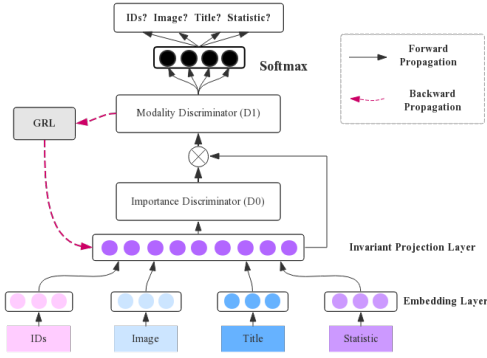 IDs? Image? Title? Statistic?
Softmax
Forward
Propagation
Backward
Propagation
Modality Discriminator (D1)
GRL
Importance Discriminator (D0)
Invariant Projection Layer
Embedding Layer
IDs
Image
Title
Statistic